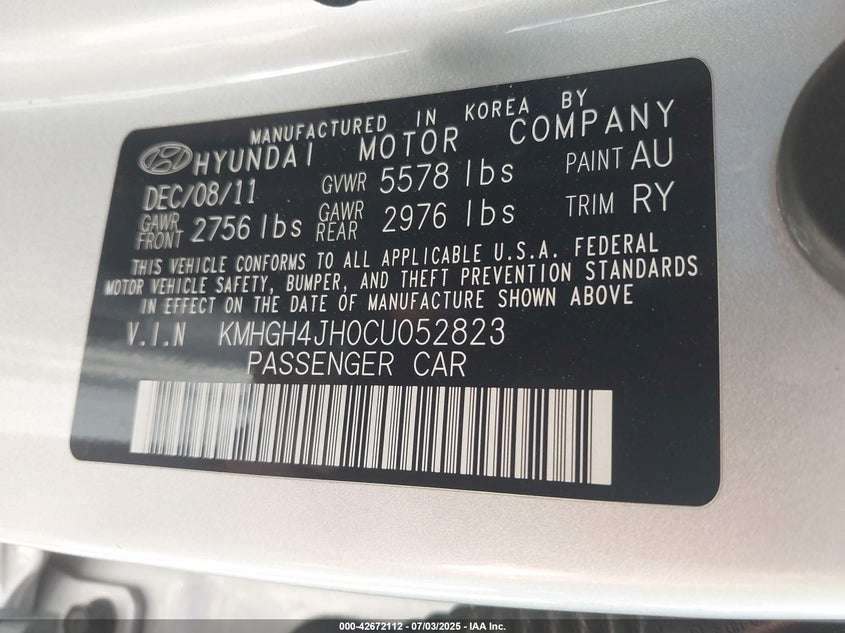 MANUFACTURED IN KOREA BY
HYUNDAI MOTOR COMPANY
DEC/08/11 GVWR 5578 lbs PAINT AU
GAWR FRONT 2756 lbs GAWR REAR 2976 lbs TRIM RY
THIS VEHICLE CONFORMS TO ALL APPLICABLE U.S.A. FEDERAL
MOTOR VEHICLE SAFETY, BUMPER, AND THEFT PREVENTION STANDARDS
IN EFFECT ON THE DATE OF MANUFACTURE SHOWN ABOVE
V.I.N KMHGH4JH0CU052823
PASSENGER CAR
000-42672112 - 07/03/2025 - IAA Inc.